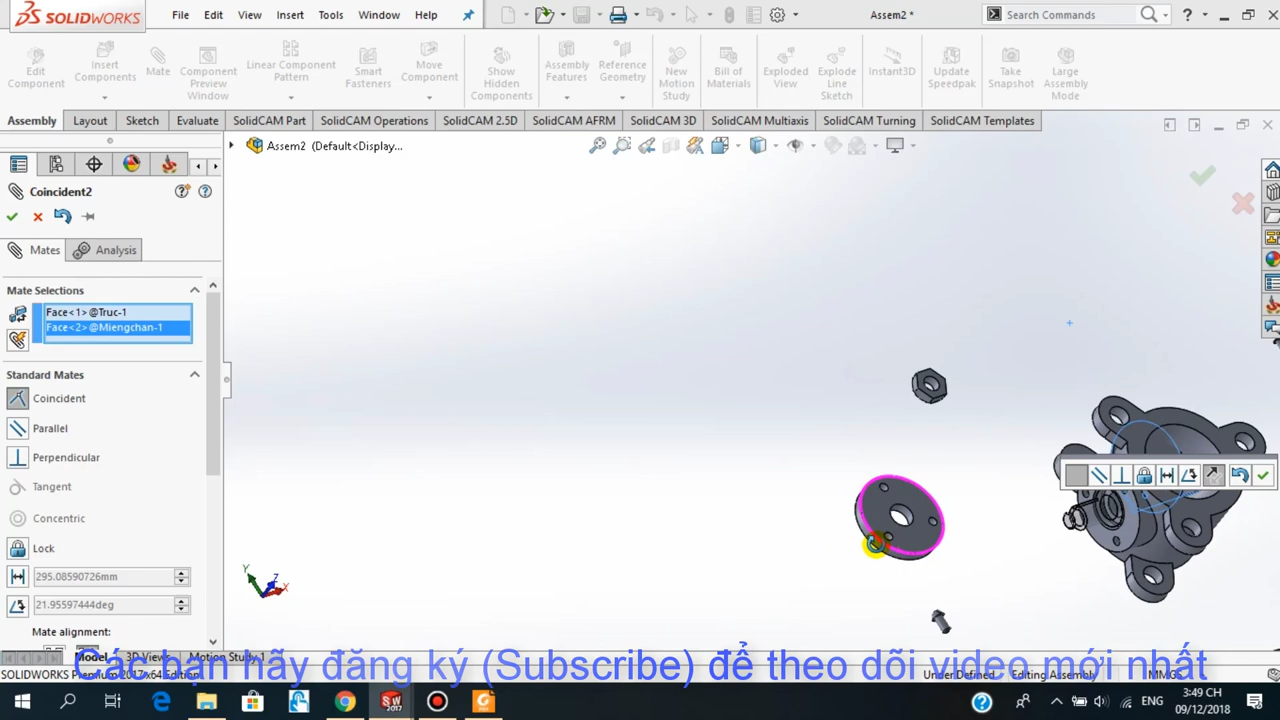 SOLIDWORKS
File Edit View Insert Tools Simulation Window Help
Assem2 *
Search Commands
Edit Component
Insert Components
Mate
Component Preview Window
Linear Component Pattern
Smart Fasteners
Move Component
Show Hidden Components
Assembly Features
Reference Geometry
New Motion Study
Bill of Materials
Exploded View
Explode Line Sketch
Instant3D
Update Speedpak
Take Snapshot
Large Assembly Mode
Assembly Layout Sketch Evaluate SolidCAM Part SolidCAM Operations SolidCAM 2.5D SolidCAM AFRM SolidCAM 3D SolidCAM Multiaxis SolidCAM Turning SolidCAM Templates
Assem2 (Default<Display...
Coincident2
Mates Analysis
Mate Selections
Face<1>@Truc-1
Face<2>@Miengchan-1
Standard Mates
Coincident
Parallel
Perpendicular
Tangent
Concentric
Lock
295.08590726mm
21.95597444deg
Mate alignment:
Y Z X
Model 3D Views Motion Study 1
Các bạn hãy đăng ký (Subscribe) để theo dõi video mới nhất
SOLIDWORKS Premium 2017 x64 Edition
Under Defined Editing Assembly MMGS
ENG
3:49 CH
09/12/2018